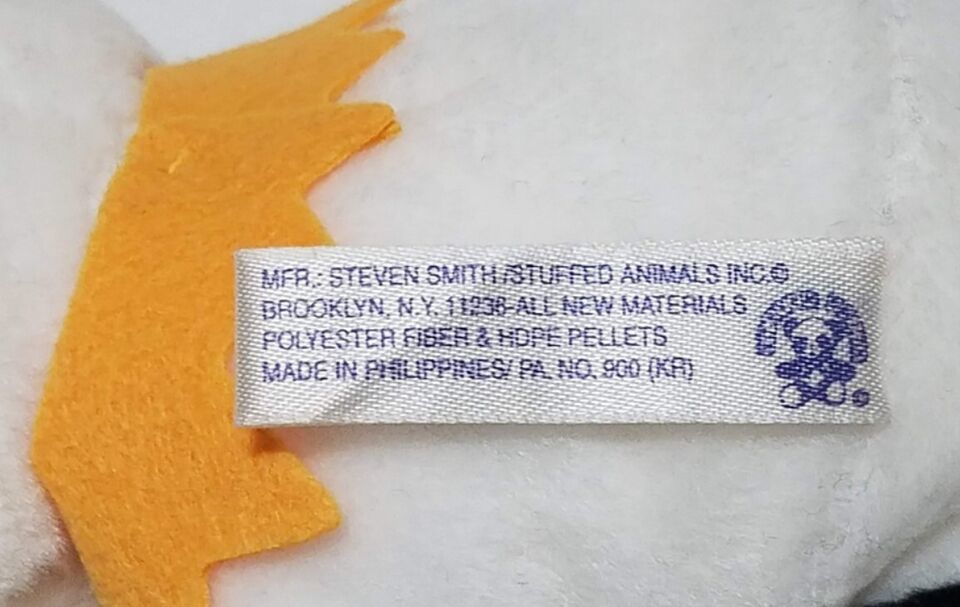 MFR.: STEVEN SMITH/STUFFED ANIMALS INC.©
BROOKLYN, N.Y. 11236-ALL NEW MATERIALS
POLYESTER FIBER & HDPE PELLETS
MADE IN PHILIPPINES/ PA. NO. 900 (KR)